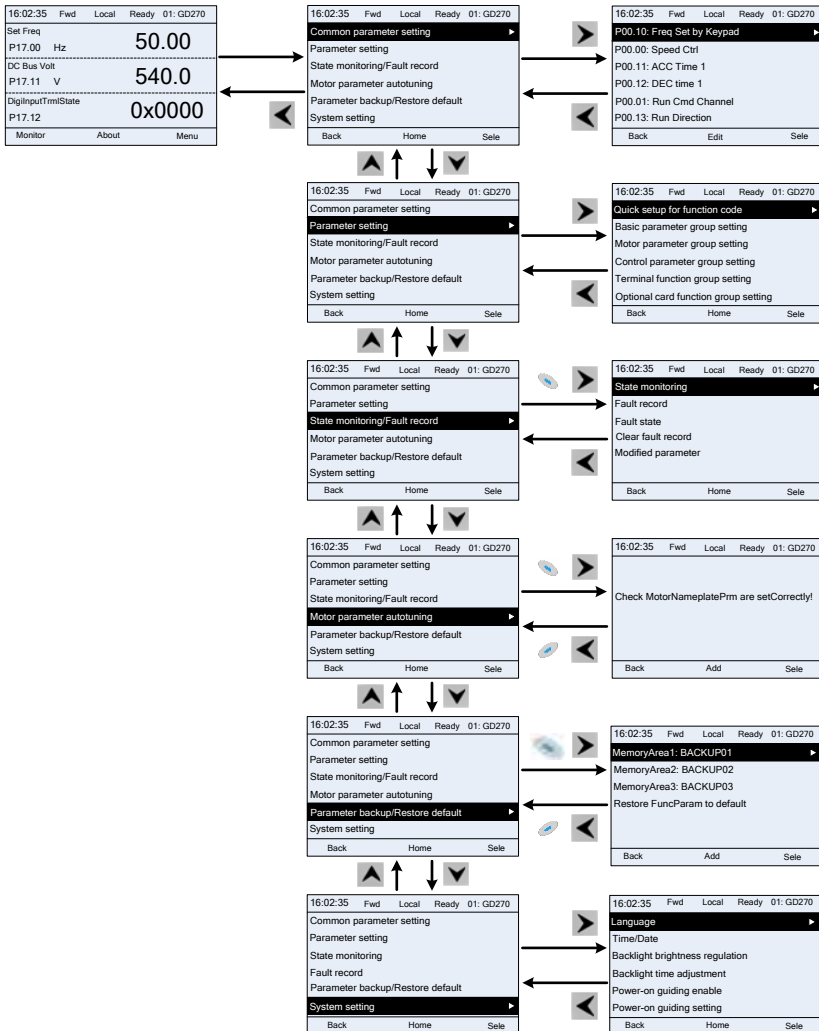 16:02:35 Fwd Local Ready 01: GD270
Set Freq
P17.00 Hz 50.00
DC Bus Volt
P17.11 V 540.0
DigiInputTrmlState
P17.12 0x0000
Monitor About Menu
16:02:35 Fwd Local Ready 01: GD270
Common parameter setting
Parameter setting
State monitoring/Fault record
Motor parameter autotuning
Parameter backup/Restore default
System setting
Back Home Sele
16:02:35 Fwd Local Ready 01: GD270
P00.10: Freq Set by Keypad
P00.00: Speed Ctrl
P00.11: ACC Time 1
P00.12: DEC time 1
P00.01: Run Cmd Channel
P00.13: Run Direction
Back Edit Sele
16:02:35 Fwd Local Ready 01: GD270
Common parameter setting
Parameter setting
State monitoring/Fault record
Motor parameter autotuning
Parameter backup/Restore default
System setting
Back Home Sele
16:02:35 Fwd Local Ready 01: GD270
Quick setup for function code
Basic parameter group setting
Motor parameter group setting
Control parameter group setting
Terminal function group setting
Optional card function group setting
Back Home Sele
16:02:35 Fwd Local Ready 01: GD270
Common parameter setting
Parameter setting
State monitoring/Fault record
Motor parameter autotuning
Parameter backup/Restore default
System setting
Back Home Sele
16:02:35 Fwd Local Ready 01: GD270
State monitoring
Fault record
Fault state
Clear fault record
Modified parameter
Back Home Sele
16:02:35 Fwd Local Ready 01: GD270
Common parameter setting
Parameter setting
State monitoring/Fault record
Motor parameter autotuning
Parameter backup/Restore default
System setting
Back Home Sele
16:02:35 Fwd Local Ready 01: GD270
Check MotorNameplatePrm are setCorrectly!
Back Add Sele
16:02:35 Fwd Local Ready 01: GD270
Common parameter setting
Parameter setting
State monitoring/Fault record
Motor parameter autotuning
Parameter backup/Restore default
System setting
Back Home Sele
16:02:35 Fwd Local Ready 01: GD270
MemoryArea1: BACKUP01
MemoryArea2: BACKUP02
MemoryArea3: BACKUP03
Restore FuncParam to default
Back Add Sele
16:02:35 Fwd Local Ready 01: GD270
Common parameter setting
Parameter setting
State monitoring
Fault record
Parameter backup/Restore default
System setting
Back Home Sele
16:02:35 Fwd Local Ready 01: GD270
Language
Time/Date
Backlight brightness regulation
Backlight time adjustment
Power-on guiding enable
Power-on guiding setting
Back Home Sele